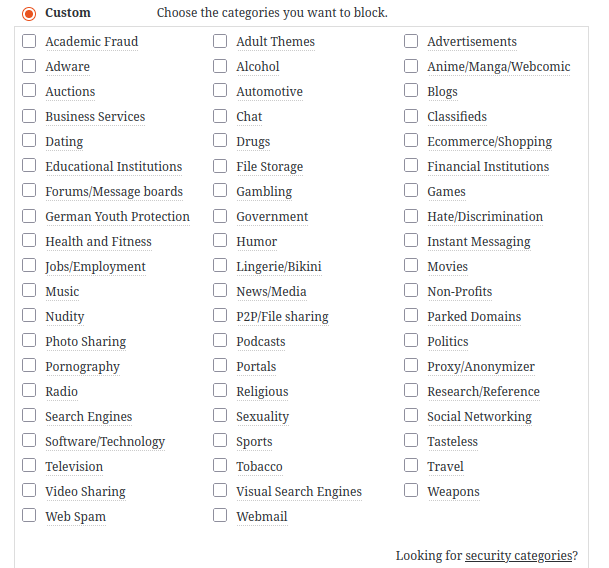 Custom Choose the categories you want to block.
Academic Fraud Adult Themes Advertisements
Adware Alcohol Anime/Manga/Webcomic
Auctions Automotive Blogs
Business Services Chat Classifieds
Dating Drugs Ecommerce/Shopping
Educational Institutions File Storage Financial Institutions
Forums/Message boards Gambling Games
German Youth Protection Government Hate/Discrimination
Health and Fitness Humor Instant Messaging
Jobs/Employment Lingerie/Bikini Movies
Music News/Media Non-Profits
Nudity P2P/File sharing Parked Domains
Photo Sharing Podcasts Politics
Pornography Portals Proxy/Anonymizer
Radio Religious Research/Reference
Search Engines Sexuality Social Networking
Software/Technology Sports Tasteless
Television Tobacco Travel
Video Sharing Visual Search Engines Weapons
Web Spam Webmail
Looking for security categories?